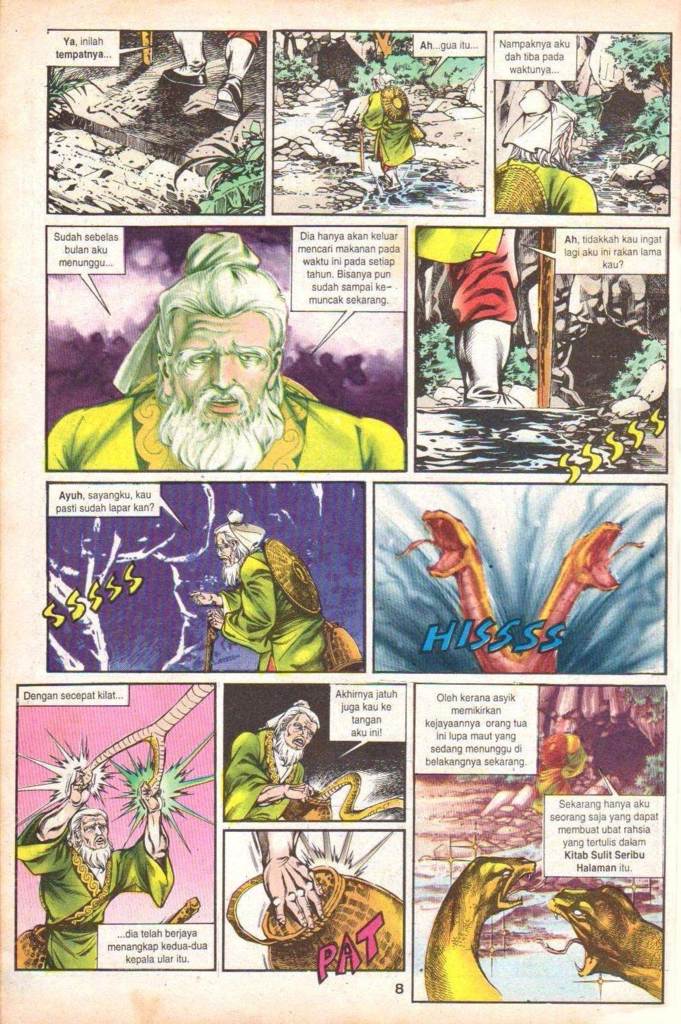 Ya, inilah
tempatnya...
Ah...gua itu...
Nampaknya aku
dah tiba pada
waktunya...
Sudah sebelas
bulan aku
menunggu...
Dia hanya akan keluar
mencari makanan pada
waktu ini pada setiap
tahun. Bisanya pun
sudah sampai ke-
muncak sekarang.
Ah, tidakkah kau ingat
lagi aku ini rakan lama
kau?
SSSSS
Ayuh, sayangku, kau
pasti sudah lapar kan?
SSSSS
HISSSSS
Dengan secepat kilat...
...dia telah berjaya
menangkap kedua-dua
kepala ular itu.
Akhirnya jatuh
juga kau ke
tangan
aku ini!
PAT
Oleh kerana asyik
memikirkan
kejayaannya orang tua
ini lupa maut yang
sedang menunggu di
belakangnya sekarang.
Sekarang hanya aku
seorang saja yang dapat
membuat ubat rahsia
yang tertulis dalam
Kitab Sulit Seribu
Halaman itu.
8